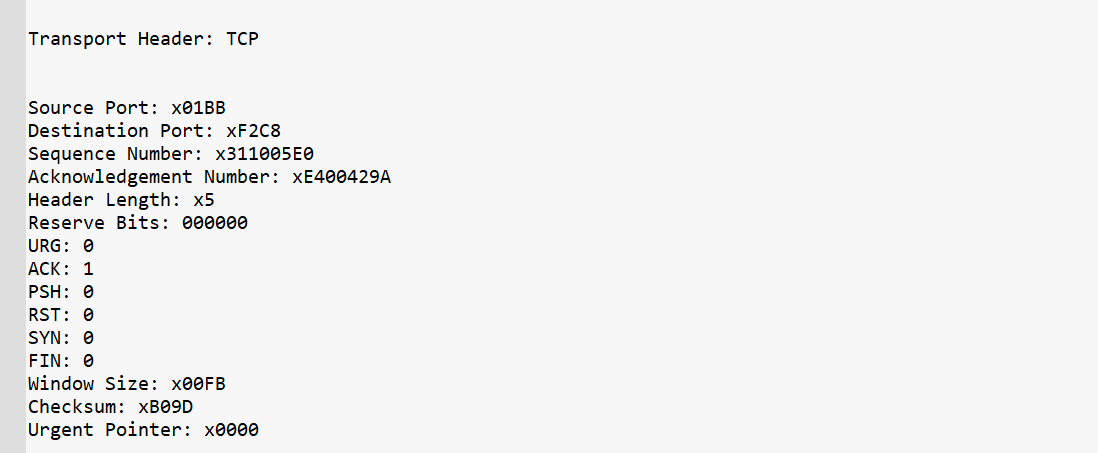 Transport Header: TCP
Source Port: x01BB
Destination Port: xF2C8
Sequence Number: x311005E0
Acknowledgement Number: xE400429A
Header Length: x5
Reserve Bits: 000000
URG: 0
ACK: 1
PSH: 0
RST: 0
SYN: 0
FIN: 0
Window Size: x00FB
Checksum: xB09D
Urgent Pointer: x0000